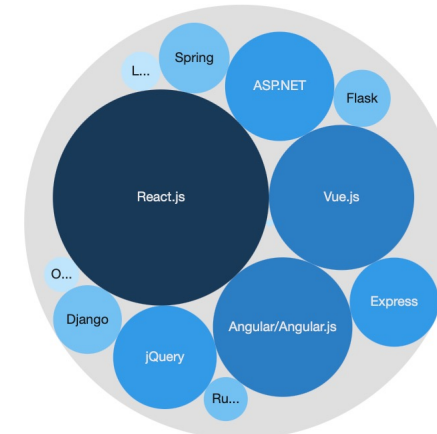 Spring
L...
ASP.NET
Flask
React.js
Vue.js
O...
Express
Django
Angular/Angular.js
jQuery
Ru...